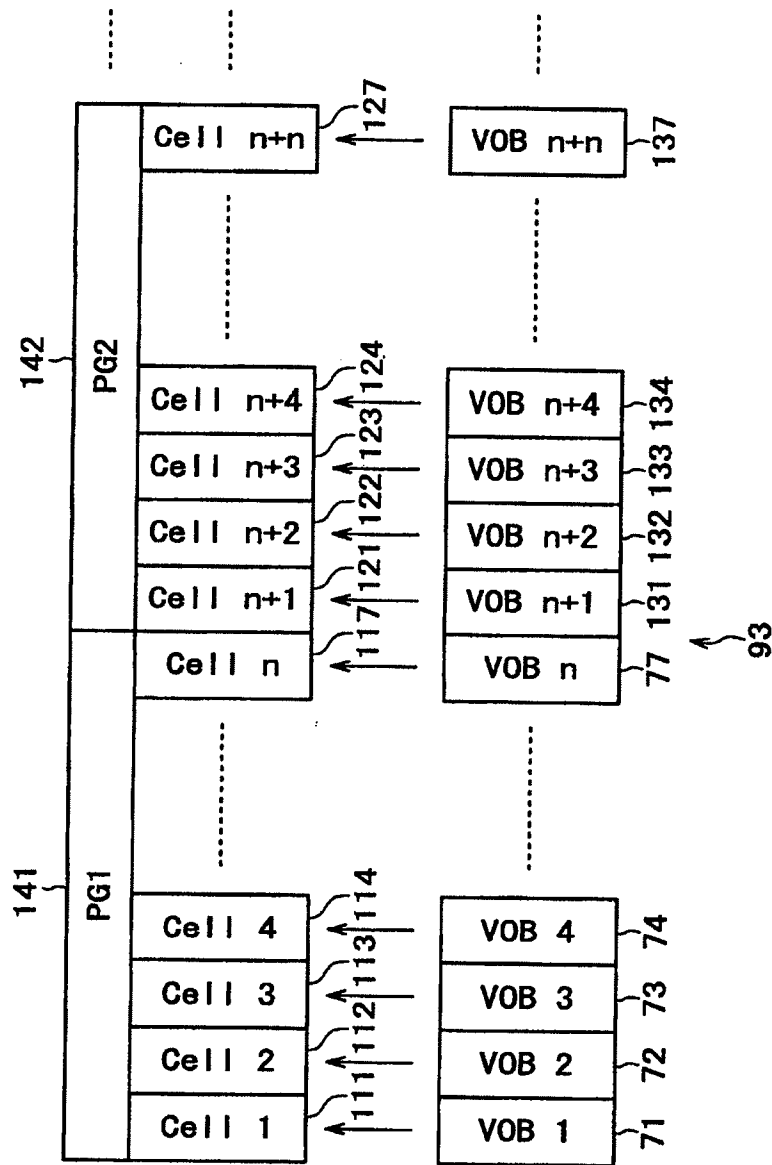 142
PG2
Cell n+n
127
VOB n+n
137
Cell n+4
124
VOB n+4
134
Cell n+3
123
VOB n+3
133
Cell n+2
122
VOB n+2
132
Cell n+1
121
VOB n+1
131
141
PG1
Cell n
117
VOB n
77
93
Cell 4
114
VOB 4
74
Cell 3
113
VOB 3
73
Cell 2
112
VOB 2
72
Cell 1
111
VOB 1
71